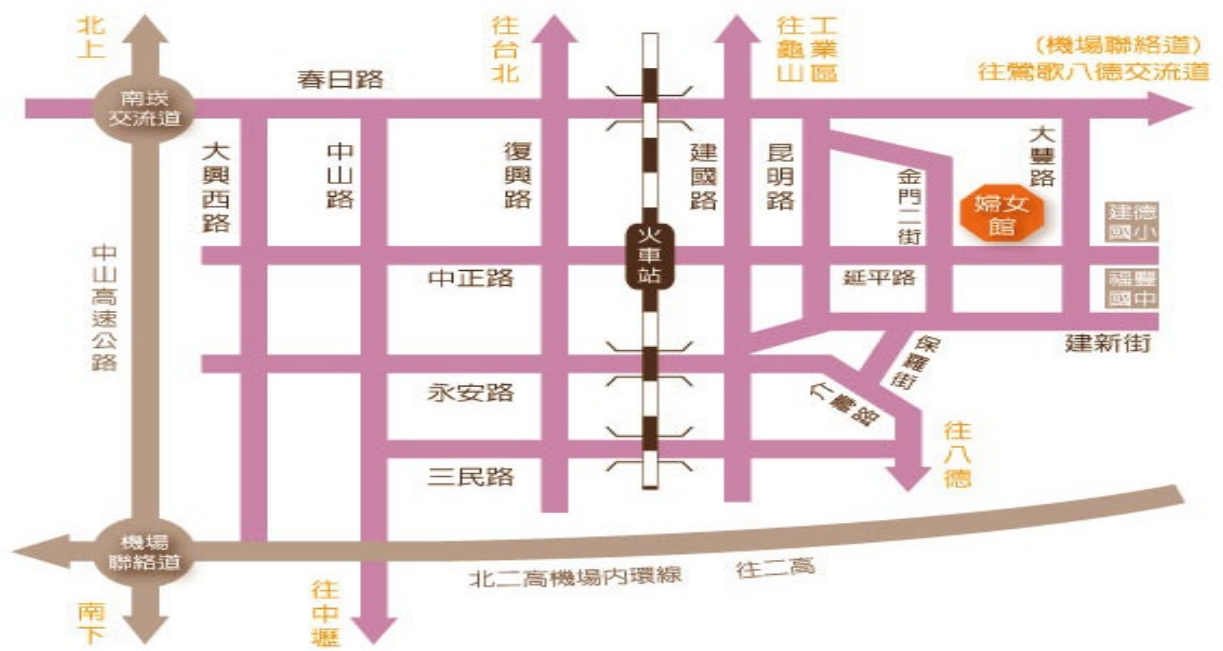 北上
往台北
往龜山
工業區
(機場聯絡道)
往鶯歌八德交流道
春日路
南崁
交流道
大興西路
中山路
復興路
建國路
昆明路
金門二街
大豐路
婦女
館
建德
國小
火車站
中正路
延平路
福豐
國中
中山高速公路
建新街
保羅街
永安路
介壽路
往八德
三民路
機場
聯絡道
北二高機場内環線
往二高
南下
往中壢